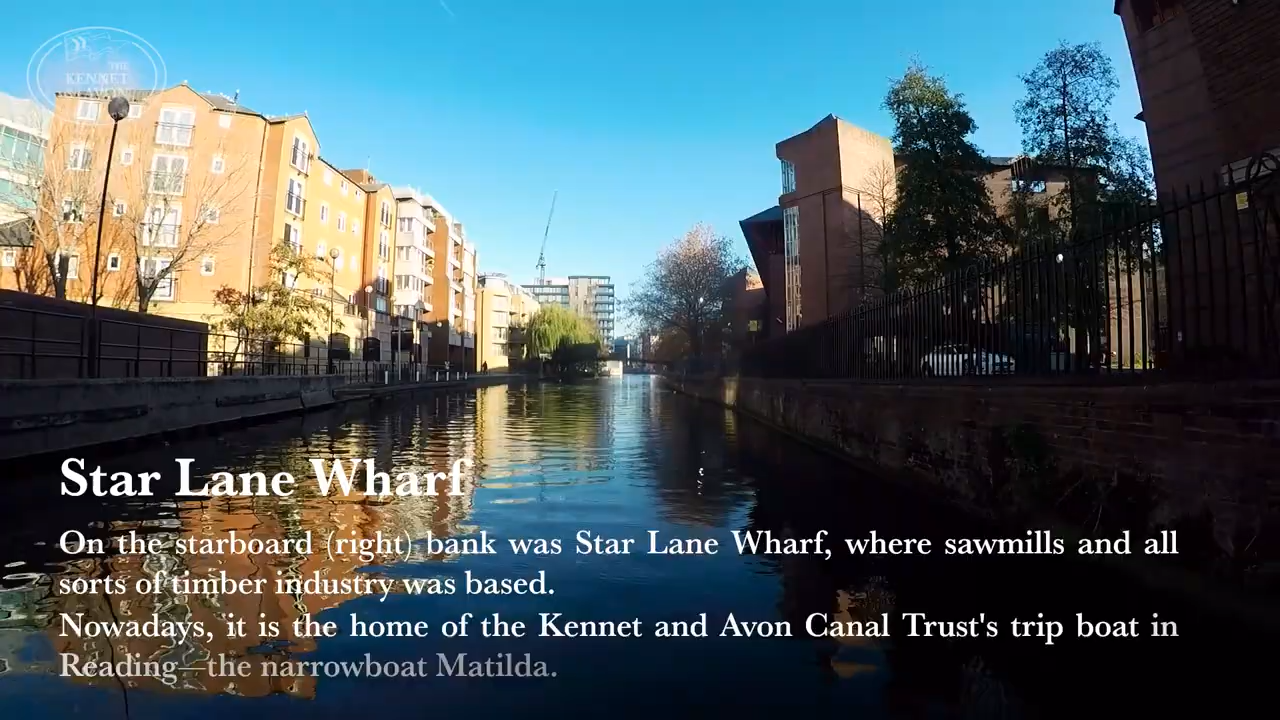 THE
KENNET
& AVON
Star Lane Wharf
On the starboard (right) bank was Star Lane Wharf, where sawmills and all
sorts of timber industry was based.
Nowadays, it is the home of the Kennet and Avon Canal Trust's trip boat in
Reading—the narrowboat Matilda.